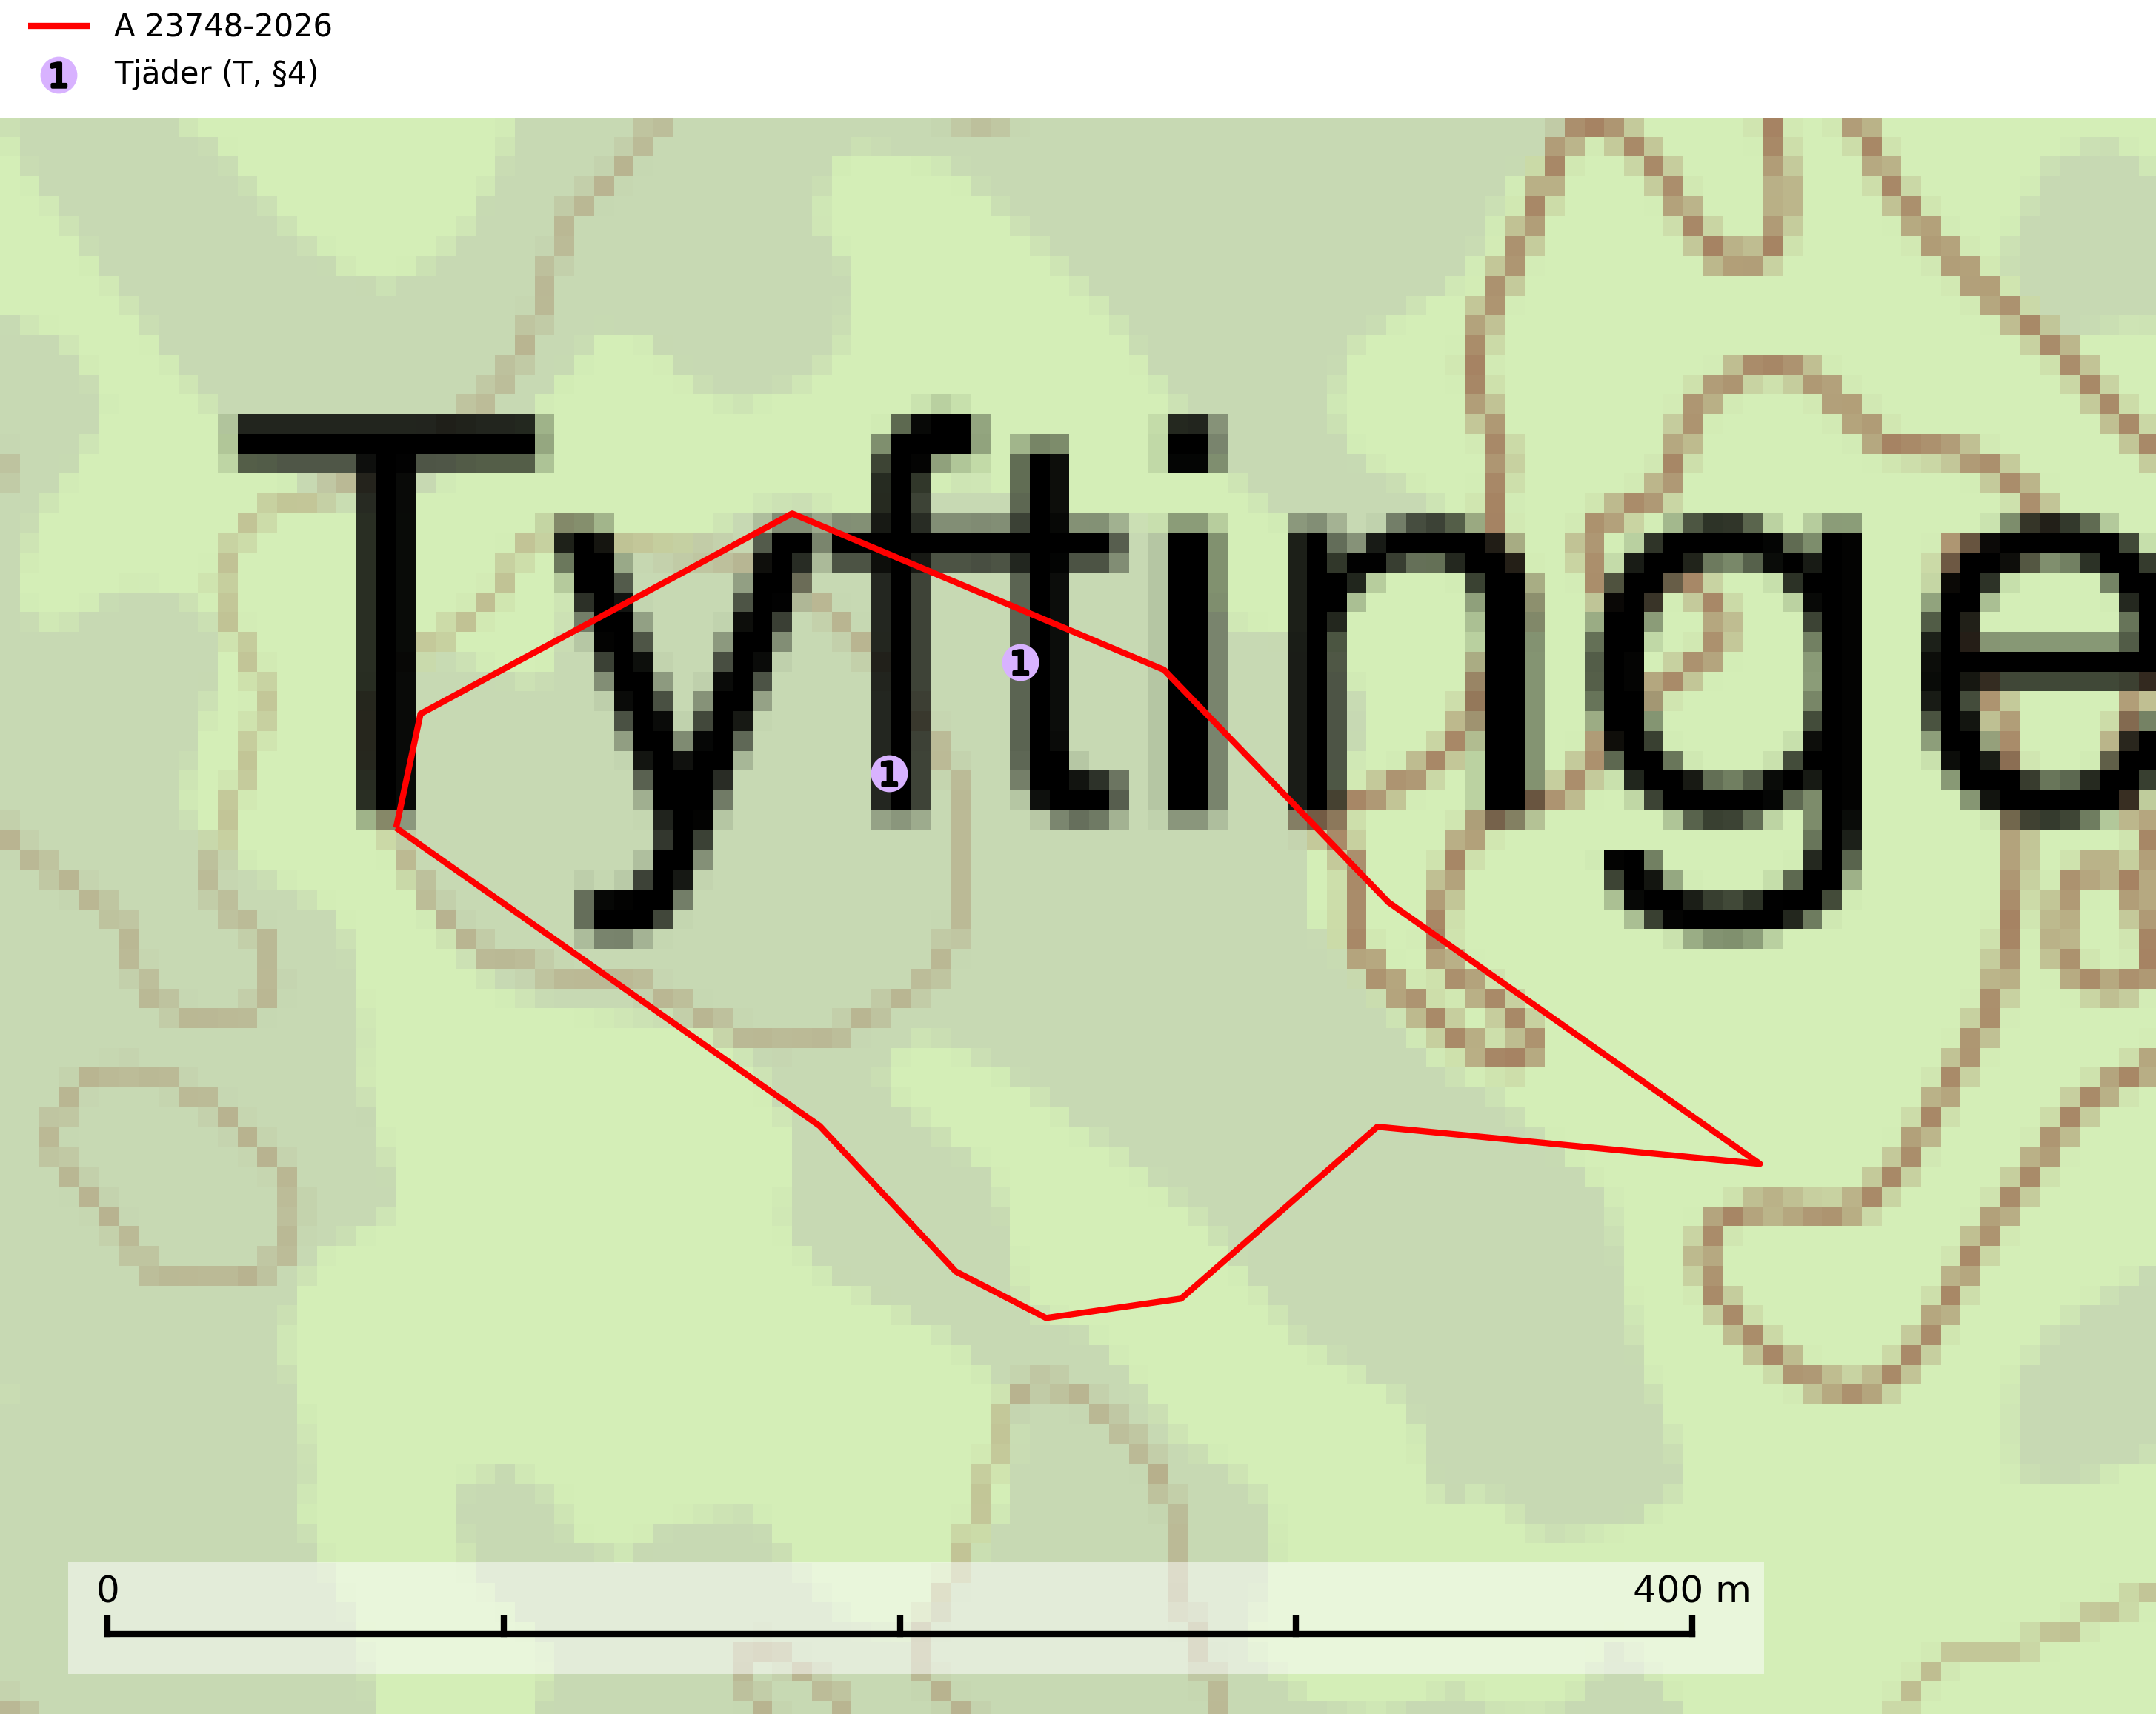 A 23748-2026
1 Tjäder (T, §4)
Tyftinge
1
1
0 400 m